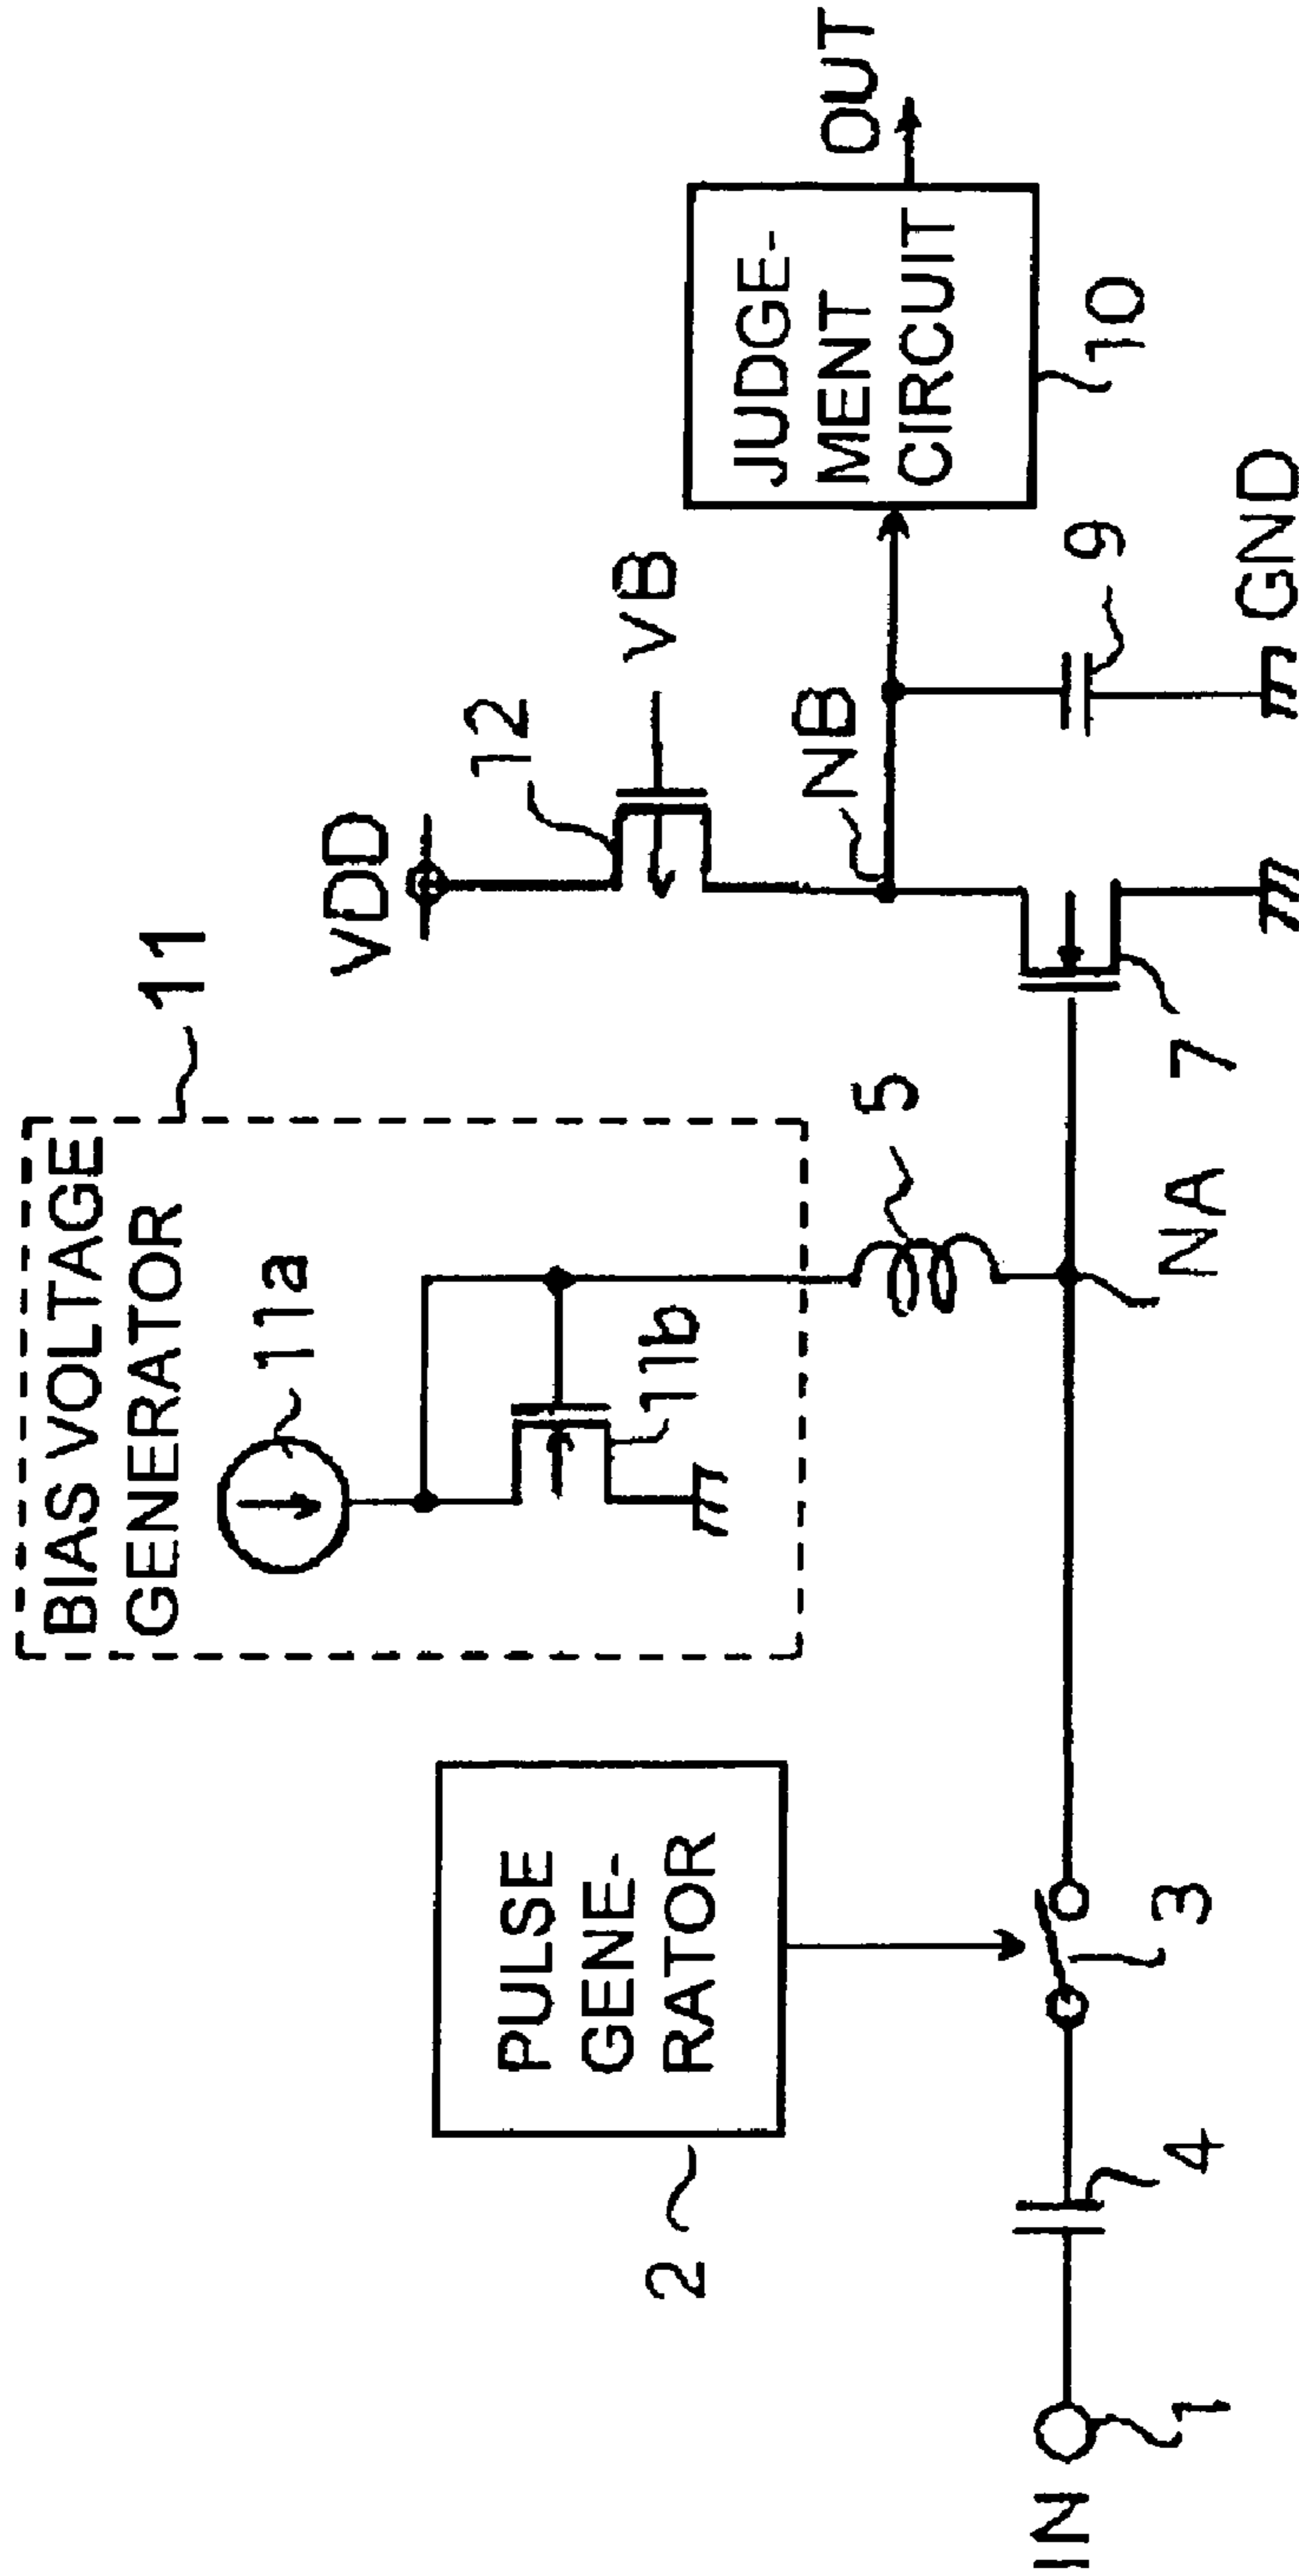 BIAS VOLTAGE
GENERATOR
11
11a
11b
VDD
12
VB
PULSE
GENE-
RATOR
2
5
NB
JUDGE-
MENT
CIRCUIT
OUT
10
IN
1
4
3
NA
7
9
GND